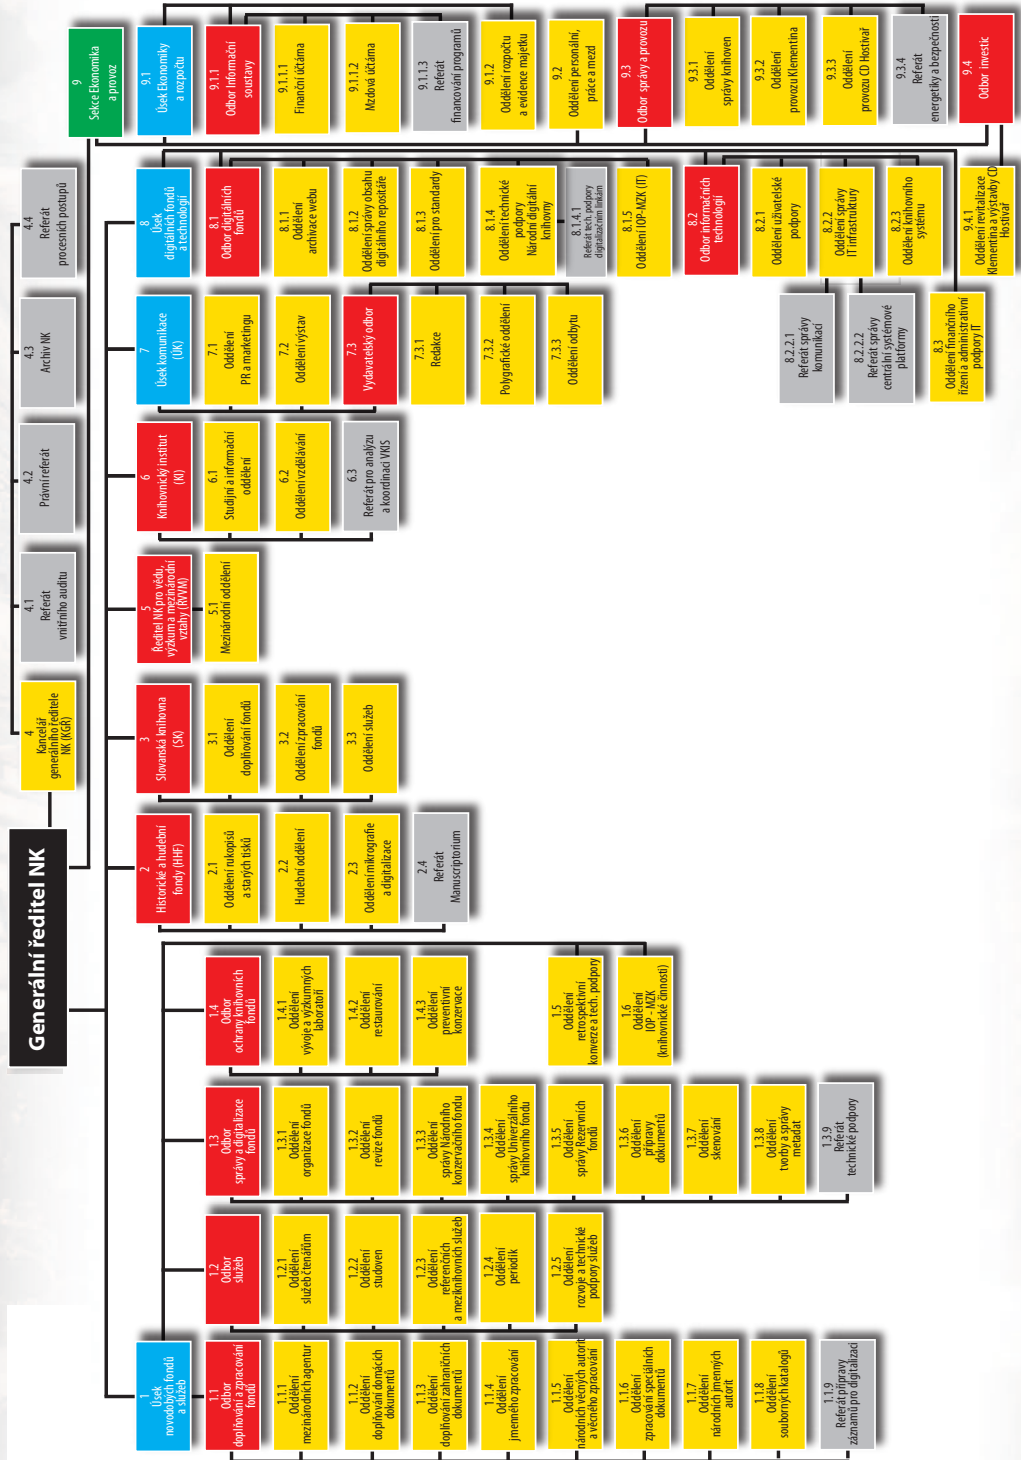 Generální ředitel NK
4
Kancelář
generálního ředitele
NK (KGŘ)
4.1
Referát
vnitřního auditu
4.2
Právní referát
4.3
Archiv NK
4.4
Referát
procesních postupů
1
Úsek
novodobých fondů
a služeb
1.1
Odbor
doplňování a zpracování
fondů
1.1.1
Oddělení
mezinárodních agentur
1.1.2
Oddělení
doplňování domácích
dokumentů
1.1.3
Oddělení
doplňování zahraničních
dokumentů
1.1.4
Oddělení
jmenného zpracování
1.1.5
Oddělení
národních věcných autorit
a věcného zpracování
1.1.6
Oddělení
zpracování speciálních
dokumentů
1.1.7
Oddělení
národních jmenných
autorit
1.1.8
Oddělení
souborných katalogů
1.1.9
Referát přípravy
záznamů pro digitalizaci
1.2
Odbor
služeb
1.2.1
Oddělení
služeb čtenářům
1.2.2
Oddělení
studoven
1.2.3
Oddělení
referenčních
a meziknihovních služeb
1.2.4
Oddělení
periodik
1.2.5
Oddělení
rozvoje a technické
podpory služeb
1.3
Odbor
správy a digitalizace
fondů
1.3.1
Oddělení
organizace fondů
1.3.2
Oddělení
revize fondů
1.3.3
Oddělení
správy Národního
konzervačního fondu
1.3.4
Oddělení
správy Univerzálního
knihovního fondu
1.3.5
Oddělení
správy Rezervních
fondů
1.3.6
Oddělení
přípravy
dokumentů
1.3.7
Oddělení
skenování
1.3.8
Oddělení
tvorby a správy
metadat
1.3.9
Referát
technické podpory
1.4
Odbor
ochrany knihovních
fondů
1.4.1
Oddělení
vývoje a výzkumných
laboratoří
1.4.2
Oddělení
restaurování
1.4.3
Oddělení
preventivní
konzervace
1.5
Oddělení
retrospektivní
konverze a tech. podpory
1.6
Oddělení
IOP - MZK
(knihovnické činnosti)
2
Historické a hudební
fondy (HHF)
2.1
Oddělení rukopisů
a starých tisků
2.2
Hudební oddělení
2.3
Oddělení mikrografie
a digitalizace
2.4
Referát
Manuscriptorium
3
Slovanská knihovna
(SK)
3.1
Oddělení
doplňování fondů
3.2
Oddělení zpracování
fondů
3.3
Oddělení služeb
5
Ředitel NK pro vědu,
výzkum a mezinárodní
vztahy (ŘVVM)
5.1
Mezinárodní oddělení
6
Knihovnický institut
(KI)
6.1
Studijní a informační
oddělení
6.2
Oddělení vzdělávání
6.3
Referát pro analýzu
a koordinaci VKIS
7
Úsek komunikace
(ÚK)
7.1
Oddělení
PR a marketingu
7.2
Oddělení výstav
7.3
Vydavatelský odbor
7.3.1
Redakce
7.3.2
Polygrafické oddělení
7.3.3
Oddělení odbytu
8
Úsek
digitálních fondů
a technologií
8.1
Odbor digitálních
fondů
8.1.1
Oddělení
archivace webu
8.1.2
Oddělení správy obsahu
digitálního repositáře
8.1.3
Oddělení pro standardy
8.1.4
Oddělení technické
podpory
Národní digitální
knihovny
8.1.4.1
Referát tech. podpory
digitalizačním linkám
8.1.5
Oddělení IOP-MZK (IT)
8.2
Odbor informačních
technologií
8.2.1
Oddělení uživatelské
podpory
8.2.2
Oddělení správy
IT infrastruktury
8.2.2.1
Referát správy
komunikací
8.2.2.2
Referát správy
centrální systémové
platformy
8.2.3
Oddělení knihovního
systému
8.3
Oddělení finančního
řízení a administrativní
podpory IT
9
Sekce Ekonomika
a provoz
9.1
Úsek Ekonomiky
a rozpočtu
9.1.1
Odbor Informační
soustavy
9.1.1.1
Finanční účtárna
9.1.1.2
Mzdová účtárna
9.1.1.3
Referát
financování programů
9.1.2
Oddělení rozpočtu
a evidence majetku
9.2
Oddělení personální,
práce a mezd
9.3
Odbor správy a provozu
9.3.1
Oddělení
správy knihoven
9.3.2
Oddělení
provozu Klementina
9.3.3
Oddělení
provozu CD Hostivař
9.3.4
Referát
energetiky a bezpečnosti
9.4
Odbor investic
9.4.1
Oddělení revitalizace
Klementina a výstavby CD
Hostivař